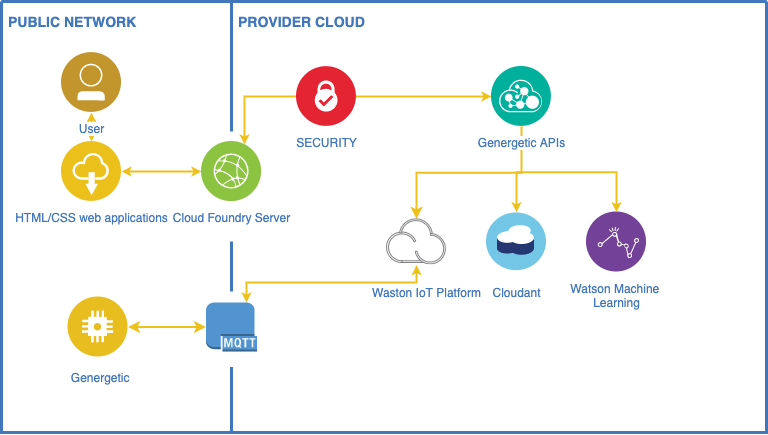 PUBLIC NETWORK
PROVIDER CLOUD
User
SECURITY
Genergetic APIs
HTML/CSS web applications
Cloud Foundry Server
Waston IoT Platform
Cloudant
Watson Machine
Learning
MQTT
Genergetic